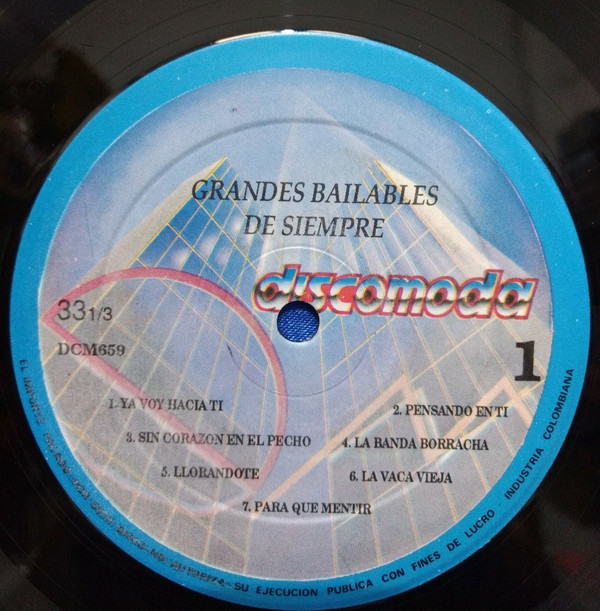 GRANDES BAILABLES
DE SIEMPRE
discomoda
33 1/3
DCM659
1
1. YA VOY HACIA TI
2. PENSANDO EN TI
3. SIN CORAZON EN EL PECHO
4. LA BANDA BORRACHA
5. LLORANDOTE
6. LA VACA VIEJA
7. PARA QUE MENTIR
EL IMPORTE SU EJECUCION PUBLICA CON FINES DE LUCRO · INDUSTRIA COLOMBIANA